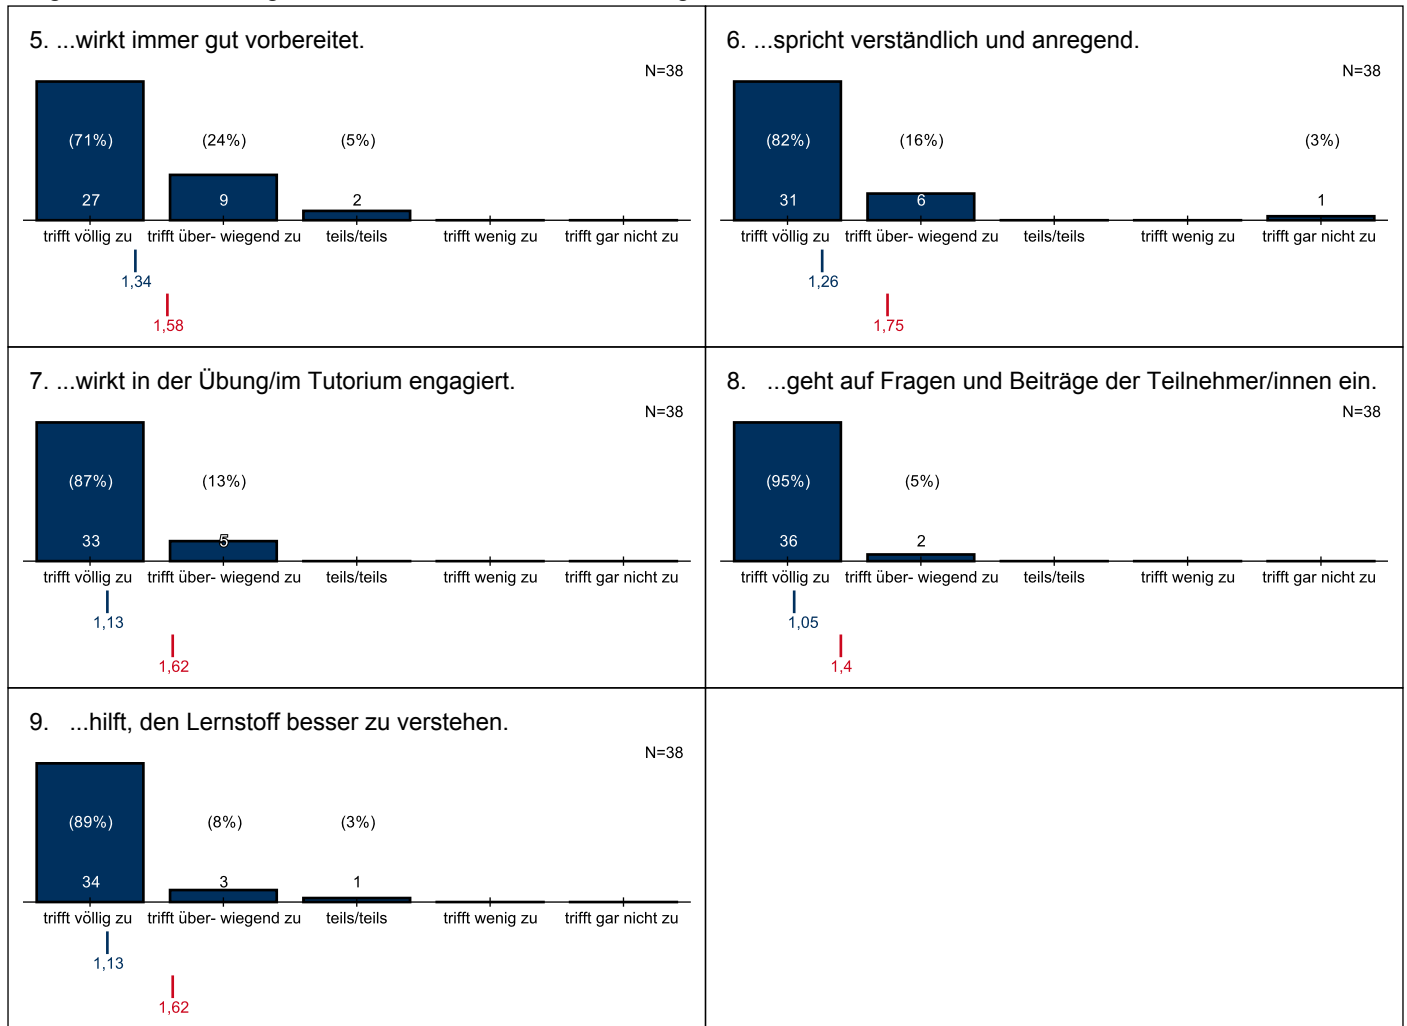 5. ...wirkt immer gut vorbereitet.
N=38
(71%) (24%) (5%)
27 9 2
trifft völlig zu trifft über- wiegend zu teils/teils trifft wenig zu trifft gar nicht zu
1,34
1,58
6. ...spricht verständlich und anregend.
N=38
(82%) (16%) (3%)
31 6 1
trifft völlig zu trifft über- wiegend zu teils/teils trifft wenig zu trifft gar nicht zu
1,26
1,75
7. ...wirkt in der Übung/im Tutorium engagiert.
N=38
(87%) (13%)
33 5
trifft völlig zu trifft über- wiegend zu teils/teils trifft wenig zu trifft gar nicht zu
1,13
1,62
8. ...geht auf Fragen und Beiträge der Teilnehmer/innen ein.
N=38
(95%) (5%)
36 2
trifft völlig zu trifft über- wiegend zu teils/teils trifft wenig zu trifft gar nicht zu
1,05
1,4
9. ...hilft, den Lernstoff besser zu verstehen.
N=38
(89%) (8%) (3%)
34 3 1
trifft völlig zu trifft über- wiegend zu teils/teils trifft wenig zu trifft gar nicht zu
1,13
1,62